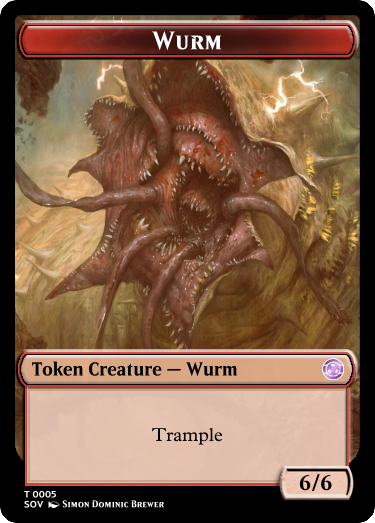 Wurm
Token Creature — Wurm
Trample
6/6
T 0005
SOV Simon Dominic Brewer